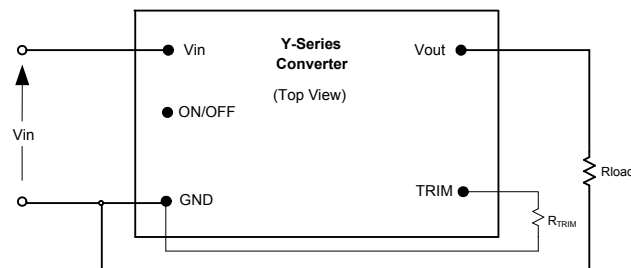 Y-Series
Converter
(Top View)
Vin
Vout
ON/OFF
Vin
GND
TRIM
Rload
RTRIM